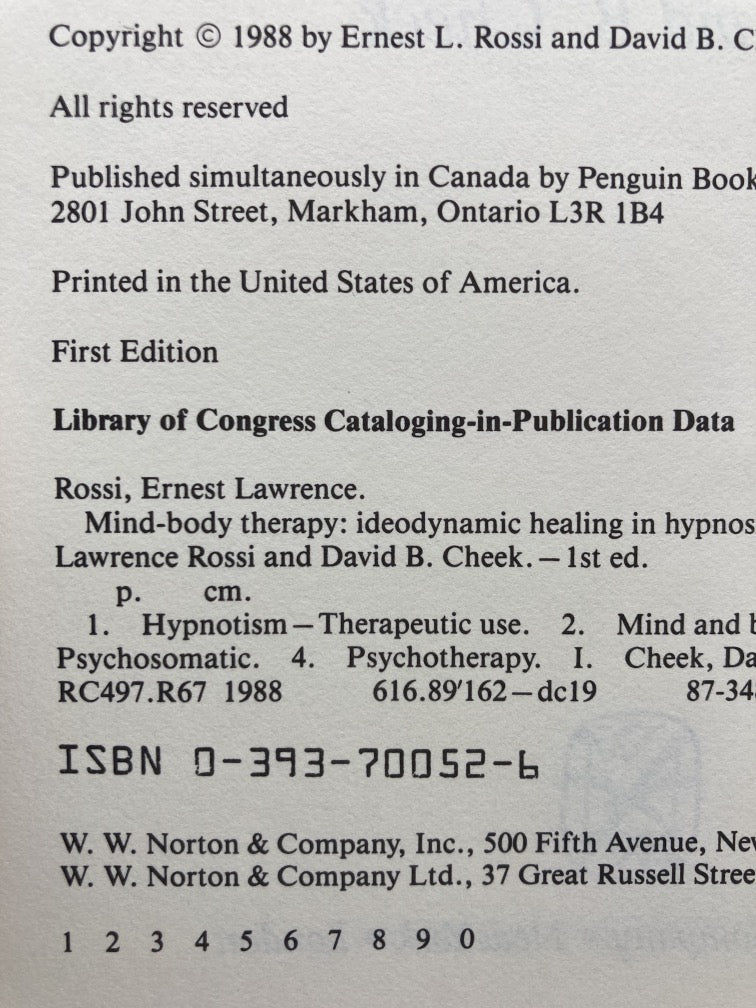 Copyright © 1988 by Ernest L. Rossi and David B. C
All rights reserved
Published simultaneously in Canada by Penguin Book
2801 John Street, Markham, Ontario L3R 1B4
Printed in the United States of America.
First Edition
Library of Congress Cataloging-in-Publication Data
Rossi, Ernest Lawrence.
Mind-body therapy: ideodynamic healing in hypnos
Lawrence Rossi and David B. Cheek. — 1st ed.
p. cm.
1. Hypnotism — Therapeutic use. 2. Mind and b
Psychosomatic. 4. Psychotherapy. I. Cheek, Da
RC497.R67 1988 616.89′162 — dc19 87-34
ISBN 0-393-70052-6
W. W. Norton & Company, Inc., 500 Fifth Avenue, New
W. W. Norton & Company Ltd., 37 Great Russell Stree
1 2 3 4 5 6 7 8 9 0